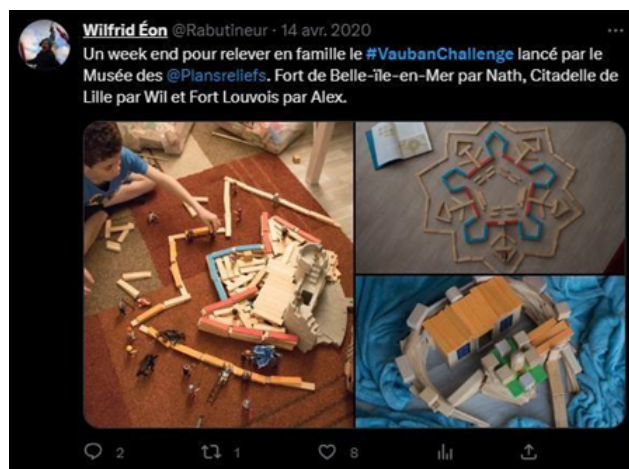 Wilfrid Éon @Rabutineur · 14 avr. 2020
Un week end pour relever en famille le #VaubanChallenge lancé par le
Musée des @Plansreliefs. Fort de Belle-île-en-Mer par Nath, Citadelle de
Lille par Wil et Fort Louvois par Alex.
2 1 8